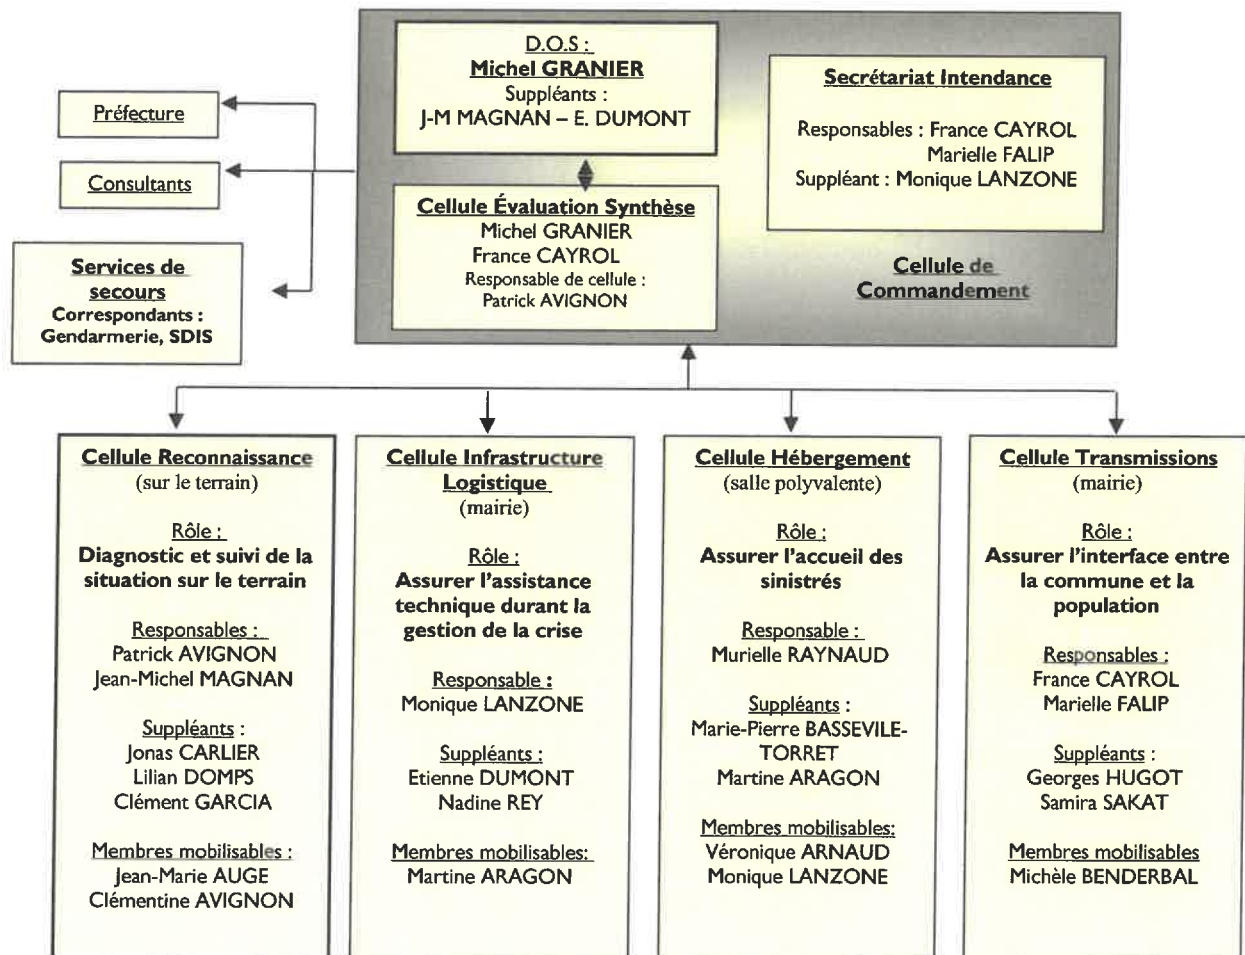 D.O.S :
Michel GRANIER
Suppléants :
J-M MAGNAN – E. DUMONT
Secrétariat Intendance
Responsables : France CAYROL
Marielle FALIP
Suppléant : Monique LANZONE
Préfecture
Consultants
Services de
secours
Correspondants :
Gendarmerie, SDIS
Cellule Évaluation Synthèse
Michel GRANIER
France CAYROL
Responsable de cellule :
Patrick AVIGNON
Cellule de
Commandement
Cellule Reconnaissance
(sur le terrain)
Rôle :
Diagnostic et suivi de la
situation sur le terrain
Responsables :
Patrick AVIGNON
Jean-Michel MAGNAN
Suppléants :
Jonas CARLIER
Lilian DOMPS
Clément GARCIA
Membres mobilisables :
Jean-Marie AUGE
Clémentine AVIGNON
Cellule Infrastructure
Logistique
(mairie)
Rôle :
Assurer l'assistance
technique durant la
gestion de la crise
Responsable :
Monique LANZONE
Suppléants :
Etienne DUMONT
Nadine REY
Membres mobilisables:
Martine ARAGON
Cellule Hébergement
(salle polyvalente)
Rôle :
Assurer l'accueil des
sinistrés
Responsable :
Murielle RAYNAUD
Suppléants :
Marie-Pierre BASSEVILE-
TORRET
Martine ARAGON
Membres mobilisables:
Véronique ARNAUD
Monique LANZONE
Cellule Transmissions
(mairie)
Rôle :
Assurer l'interface entre
la commune et la
population
Responsables :
France CAYROL
Marielle FALIP
Suppléants :
Georges HUGOT
Samira SAKAT
Membres mobilisables
Michèle BENDERBAL